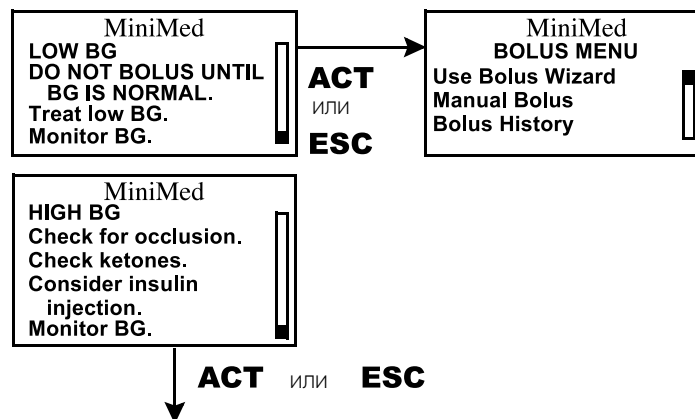 MiniMed
LOW BG
DO NOT BOLUS UNTIL
BG IS NORMAL.
Treat low BG.
Monitor BG.
ACT
или
ESC
MiniMed
BOLUS MENU
Use Bolus Wizard
Manual Bolus
Bolus History
MiniMed
HIGH BG
Check for occlusion.
Check ketones.
Consider insulin
injection.
Monitor BG.
ACT или ESC